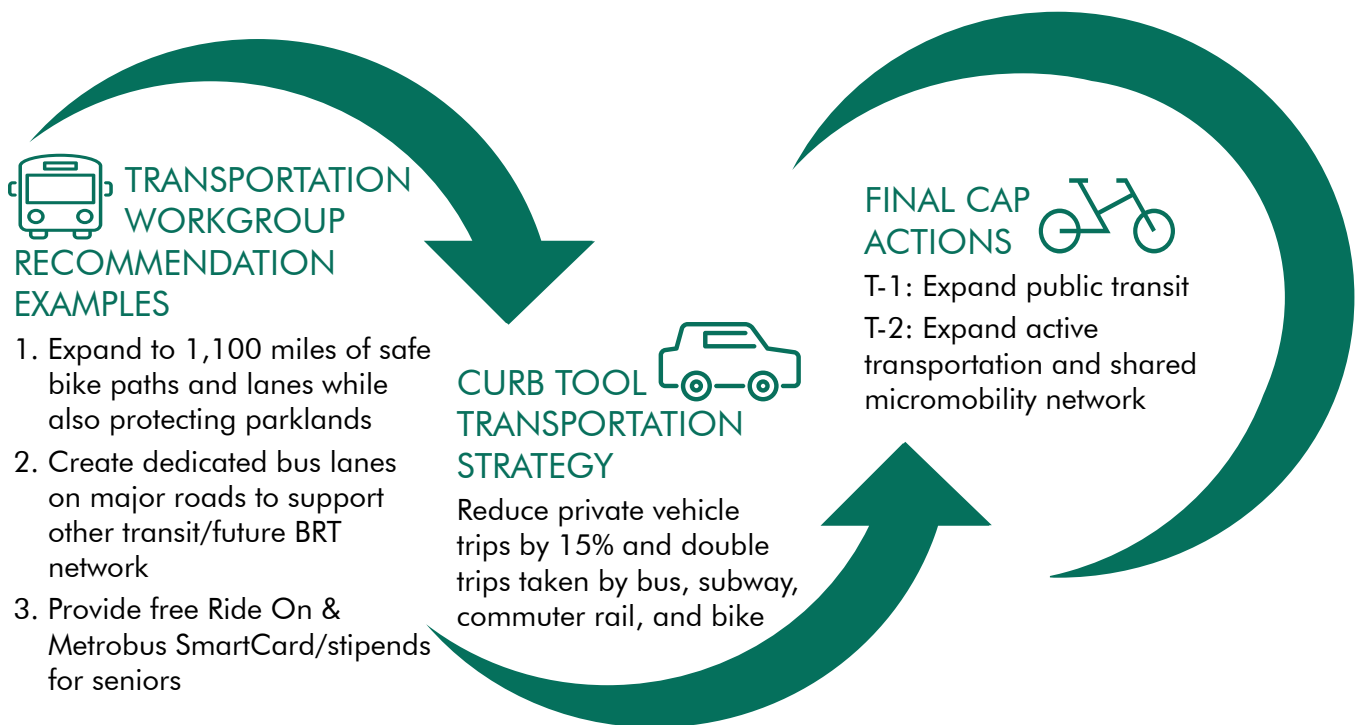 TRANSPORTATION
WORKGROUP
RECOMMENDATION
EXAMPLES
1. Expand to 1,100 miles of safe
bike paths and lanes while
also protecting parklands
2. Create dedicated bus lanes
on major roads to support
other transit/future BRT
network
3. Provide free Ride On &
Metrobus SmartCard/stipends
for seniors
CURB TOOL
TRANSPORTATION
STRATEGY
Reduce private vehicle
trips by 15% and double
trips taken by bus, subway,
commuter rail, and bike
FINAL CAP
ACTIONS
T-1: Expand public transit
T-2: Expand active
transportation and shared
micromobility network